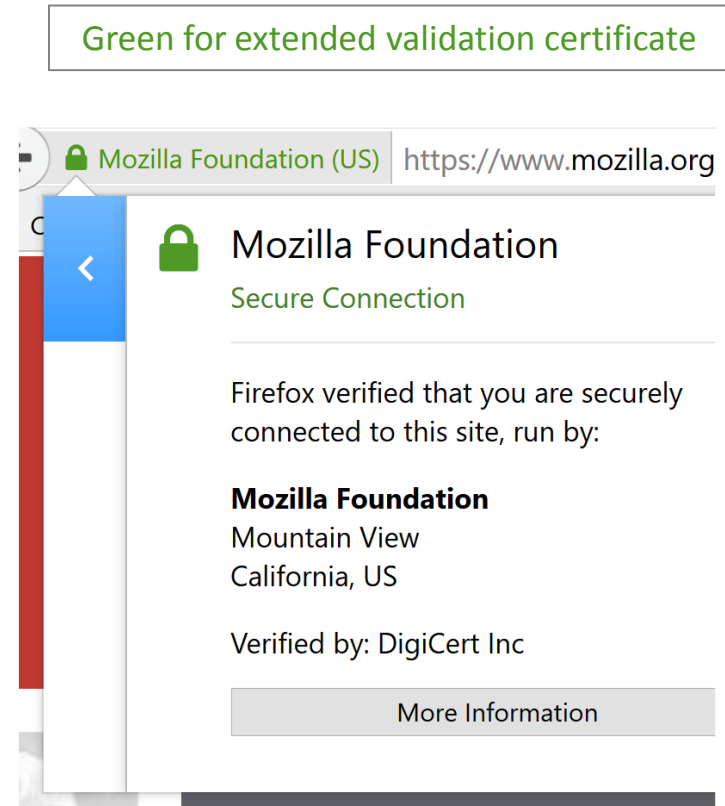 Green for extended validation certificate
Mozilla Foundation (US) https://www.mozilla.org
Mozilla Foundation
Secure Connection
Firefox verified that you are securely
connected to this site, run by:
Mozilla Foundation
Mountain View
California, US
Verified by: DigiCert Inc
More Information